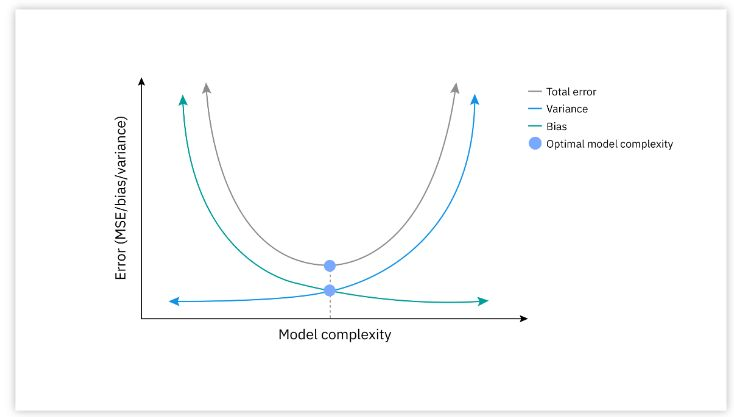 Total error
Variance
Bias
Optimal model complexity
Error (MSE/bias/variance)
Model complexity